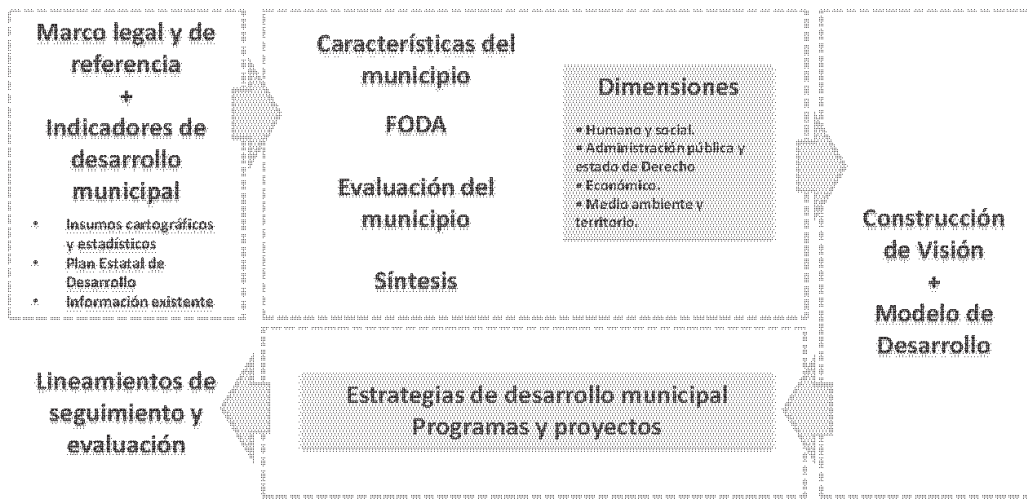 Marco legal y de
referencia
+
Indicadores de
desarrollo
municipal
• Insumos cartográficos
y estadísticos
• Plan Estatal de
Desarrollo
• Información existente
Características del
municipio
FODA
Evaluación del
municipio
Síntesis
Dimensiones
• Humano y social.
• Administración pública y
estado de Derecho
• Económico.
• Medio ambiente y
territorio.
Construcción
de Visión
+
Modelo de
Desarrollo
Estrategias de desarrollo municipal
Programas y proyectos
Lineamientos de
seguimiento y
evaluación